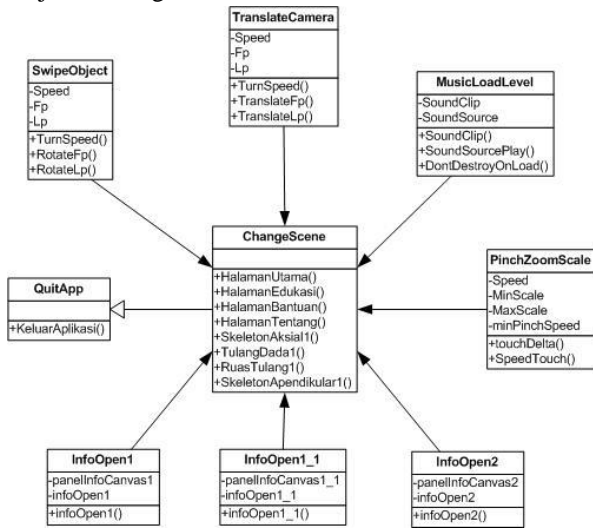 TranslateCamera
-Speed
-Fp
-Lp
+TurnSpeed()
+TranslateFp()
+TranslateLp()
SwipeObject
-Speed
-Fp
-Lp
+TurnSpeed()
+RotateFp()
+RotateLp()
MusicLoadLevel
-SoundClip
-SoundSource
+SoundClip()
+SoundSourcePlay()
+DontDestroyOnLoad()
ChangeScene
+HalamanUtama()
+HalamanEdukasi()
+HalamanBantuan()
+HalamanTentang()
+SkeletonAksial1()
+TulangDada1()
+RuasTulang1()
+SkeletonApendikular1()
QuitApp
+KeluarAplikasi()
PinchZoomScale
-Speed
-MinScale
-MaxScale
-minPinchSpeed
+touchDelta()
+SpeedTouch()
InfoOpen1
-panelInfoCanvas1
-infoOpen1
+infoOpen1()
InfoOpen1_1
-panelInfoCanvas1_1
-infoOpen1_1
+infoOpen1_1()
InfoOpen2
-panelInfoCanvas2
-infoOpen2
+infoOpen2()